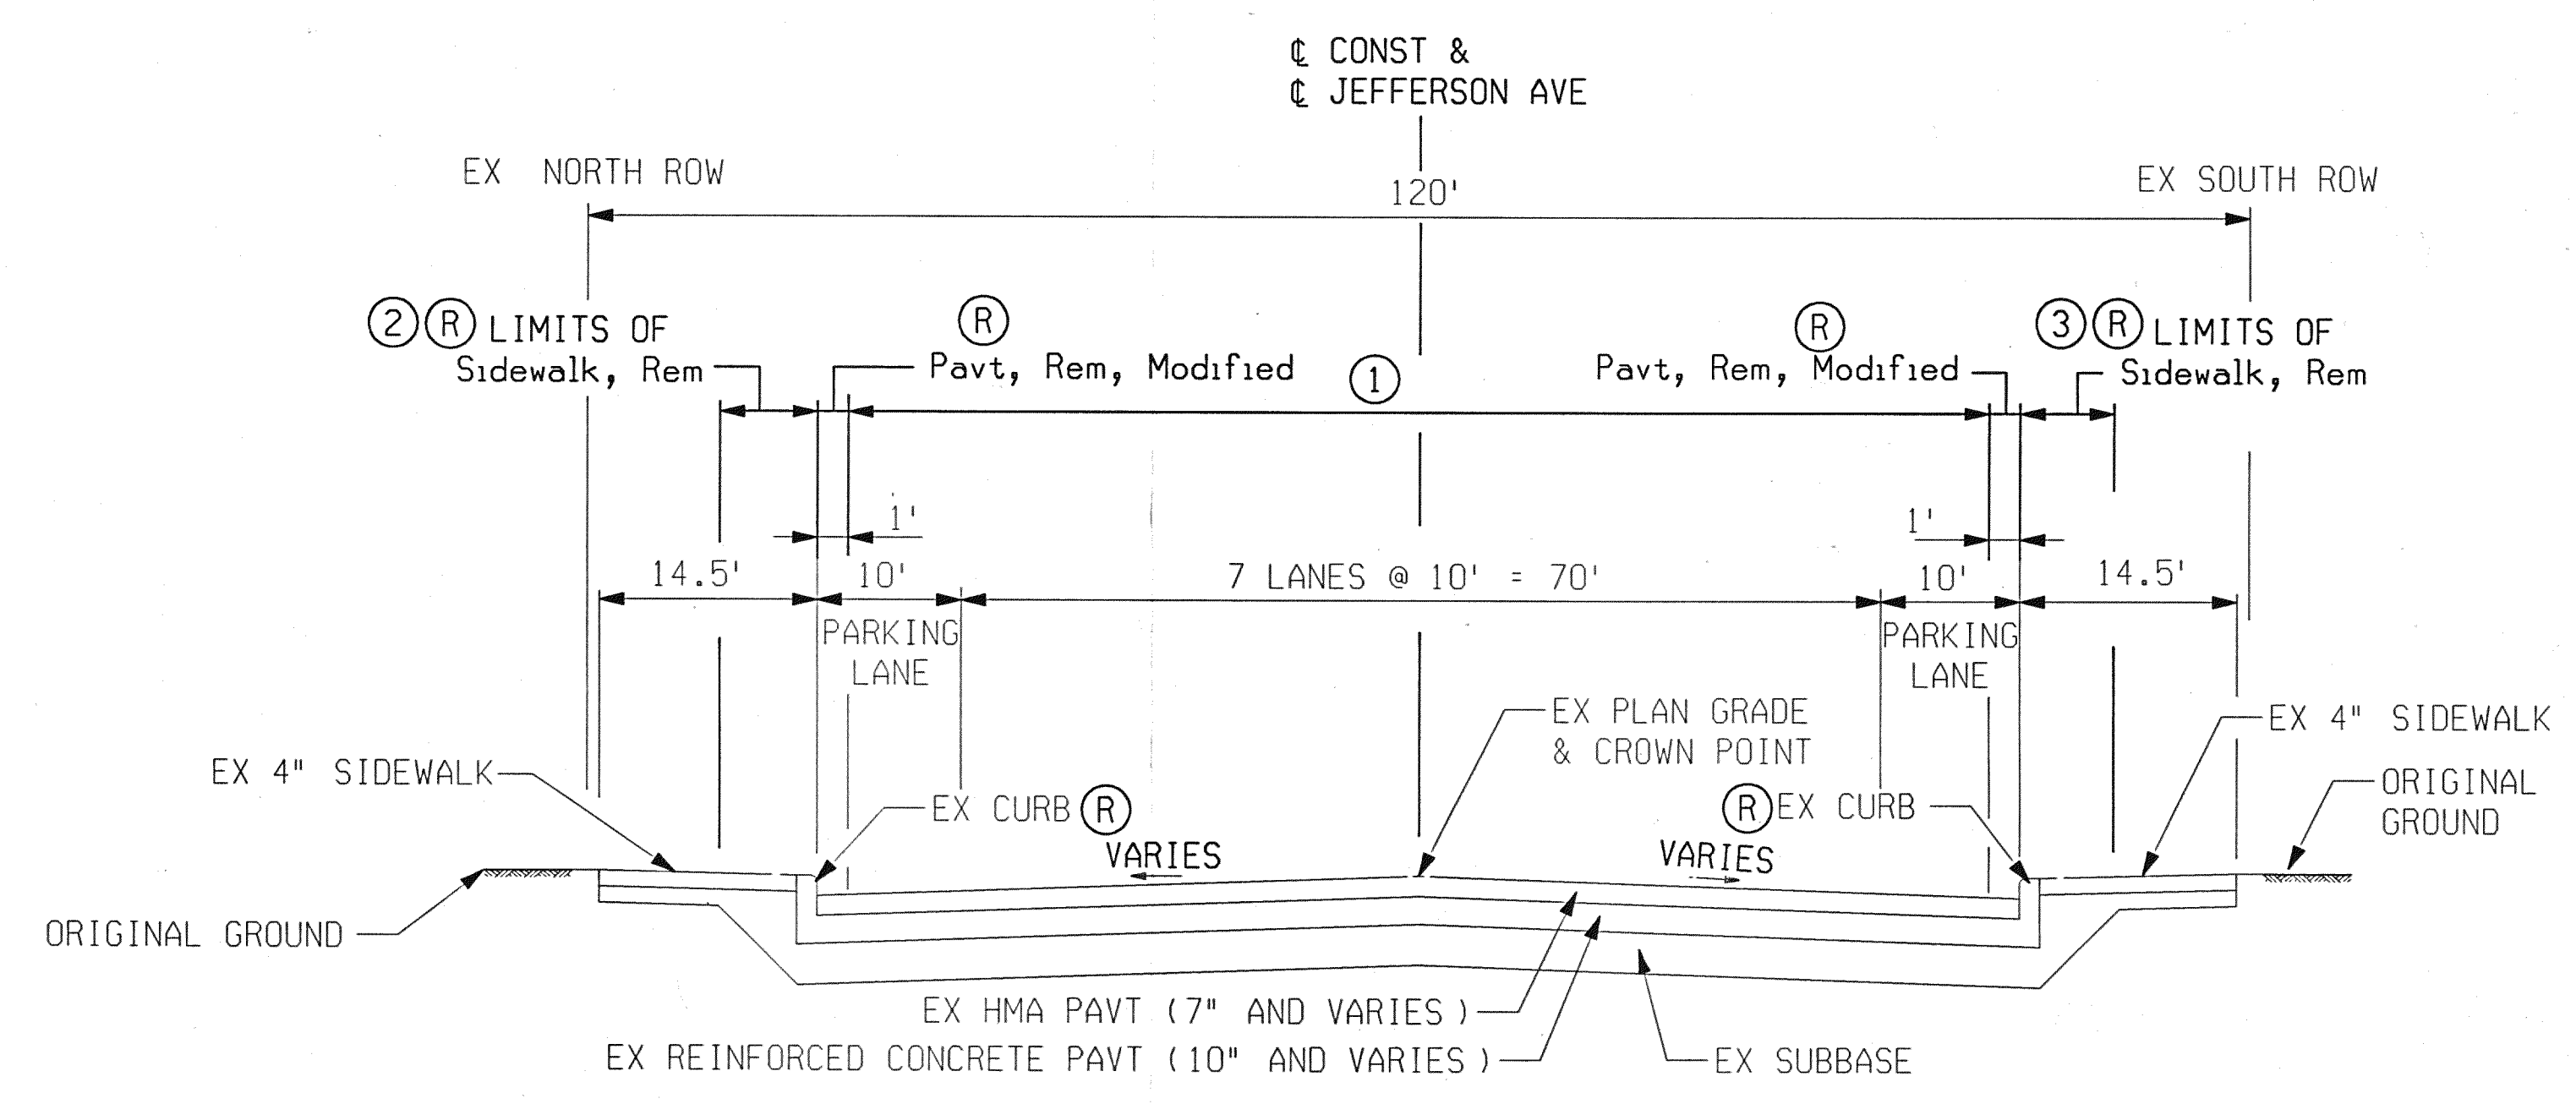 ℄ CONST &
℄ JEFFERSON AVE
EX NORTH ROW
120'
EX SOUTH ROW
2 R LIMITS OF
Sidewalk, Rem
R
Pavt, Rem, Modified
1
R
Pavt, Rem, Modified
3 R LIMITS OF
Sidewalk, Rem
1'
1'
14.5'
10'
7 LANES @ 10' = 70'
10'
14.5'
PARKING
LANE
PARKING
LANE
EX PLAN GRADE
& CROWN POINT
EX 4" SIDEWALK
EX 4" SIDEWALK
EX CURB R
R EX CURB
ORIGINAL
GROUND
VARIES
VARIES
ORIGINAL GROUND
EX HMA PAVT (7" AND VARIES)
EX REINFORCED CONCRETE PAVT (10" AND VARIES)
EX SUBBASE